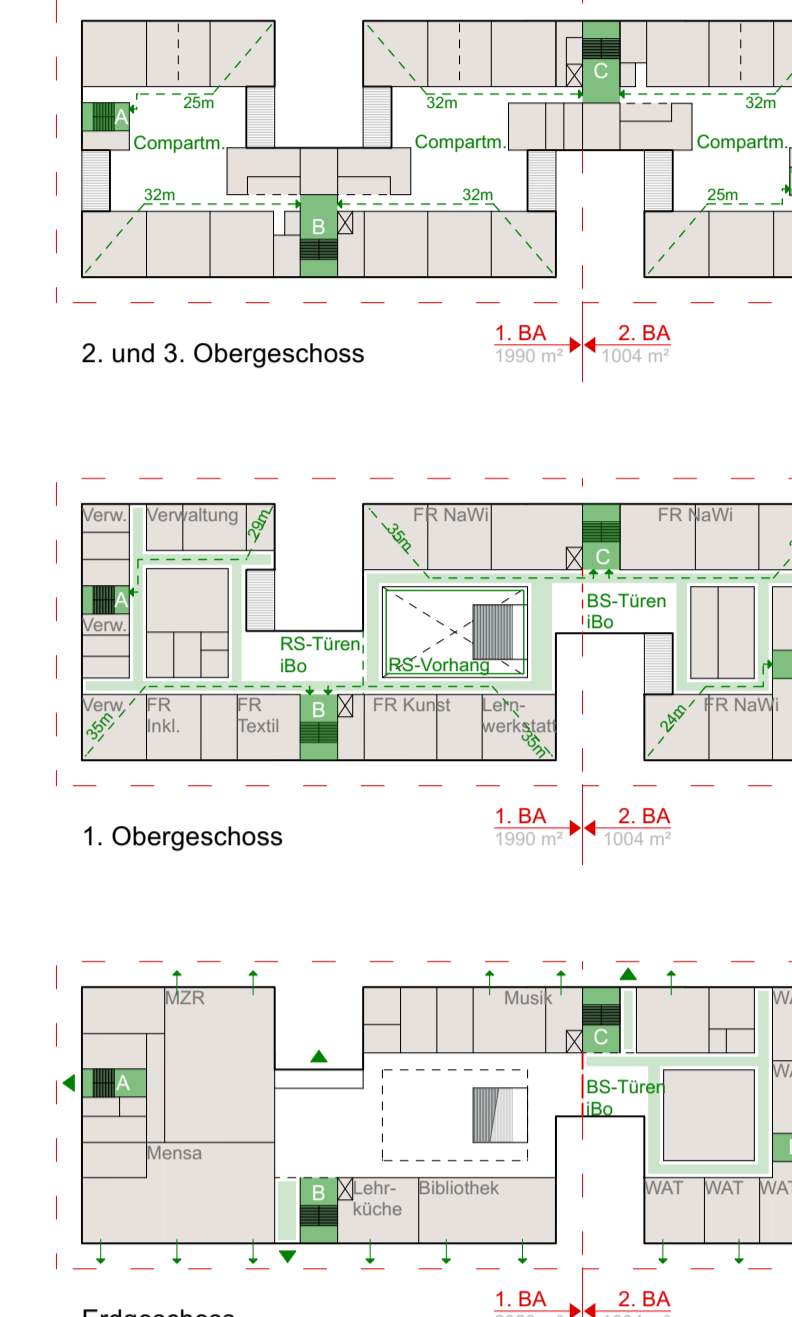 C
A
25m
32m
32m
Compartm.
Compartm.
Compartm.
32m
32m
25m
B
2. und 3. Obergeschoss
1. BA
2. BA
1990 m²
1004 m²
Verw.
Verwaltung
29m
FR NaWi
FR NaWi
35m
C
A
BS-Türen
iBo
Verw.
RS-Türen
iBo
RS-Vorhang
Verw.
FR
Inkl.
FR
Textil
B
FR Kunst
Lern-
werkstatt
FR NaWi
35m
35m
24m
1. Obergeschoss
1. BA
2. BA
1990 m²
1004 m²
MZR
Musik
C
A
BS-Türen
iBo
Mensa
B
Lehr-
küche
Bibliothek
WAT
WAT
1. BA
2. BA